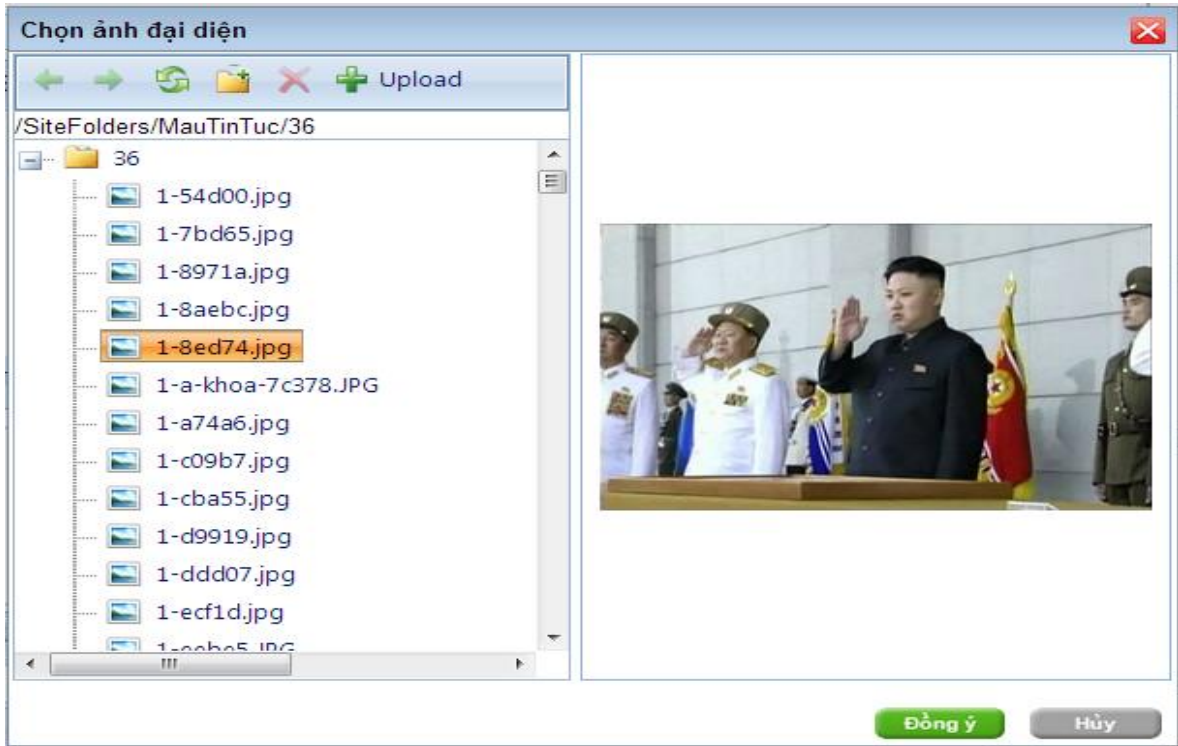 Chọn ảnh đại diện
Upload
/SiteFolders/MauTinTuc/36
36
1-54d00.jpg
1-7bd65.jpg
1-8971a.jpg
1-8aebc.jpg
1-8ed74.jpg
1-a-khoa-7c378.JPG
1-a74a6.jpg
1-c09b7.jpg
1-cba55.jpg
1-d9919.jpg
1-ddd07.jpg
1-ecf1d.jpg
Đồng ý
Hủy